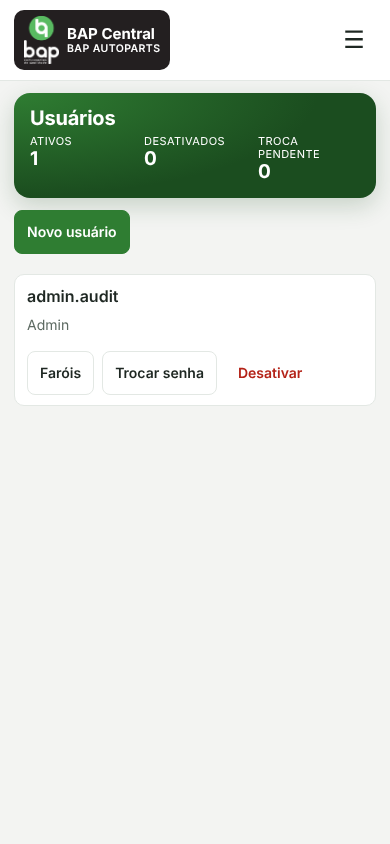 bap
BAP Central
BAP AUTOPARTS
☰
Usuários
ATIVOS
1
DESATIVADOS
0
TROCA
PENDENTE
0
Novo usuário
admin.audit
Admin
Faróis
Trocar senha
Desativar